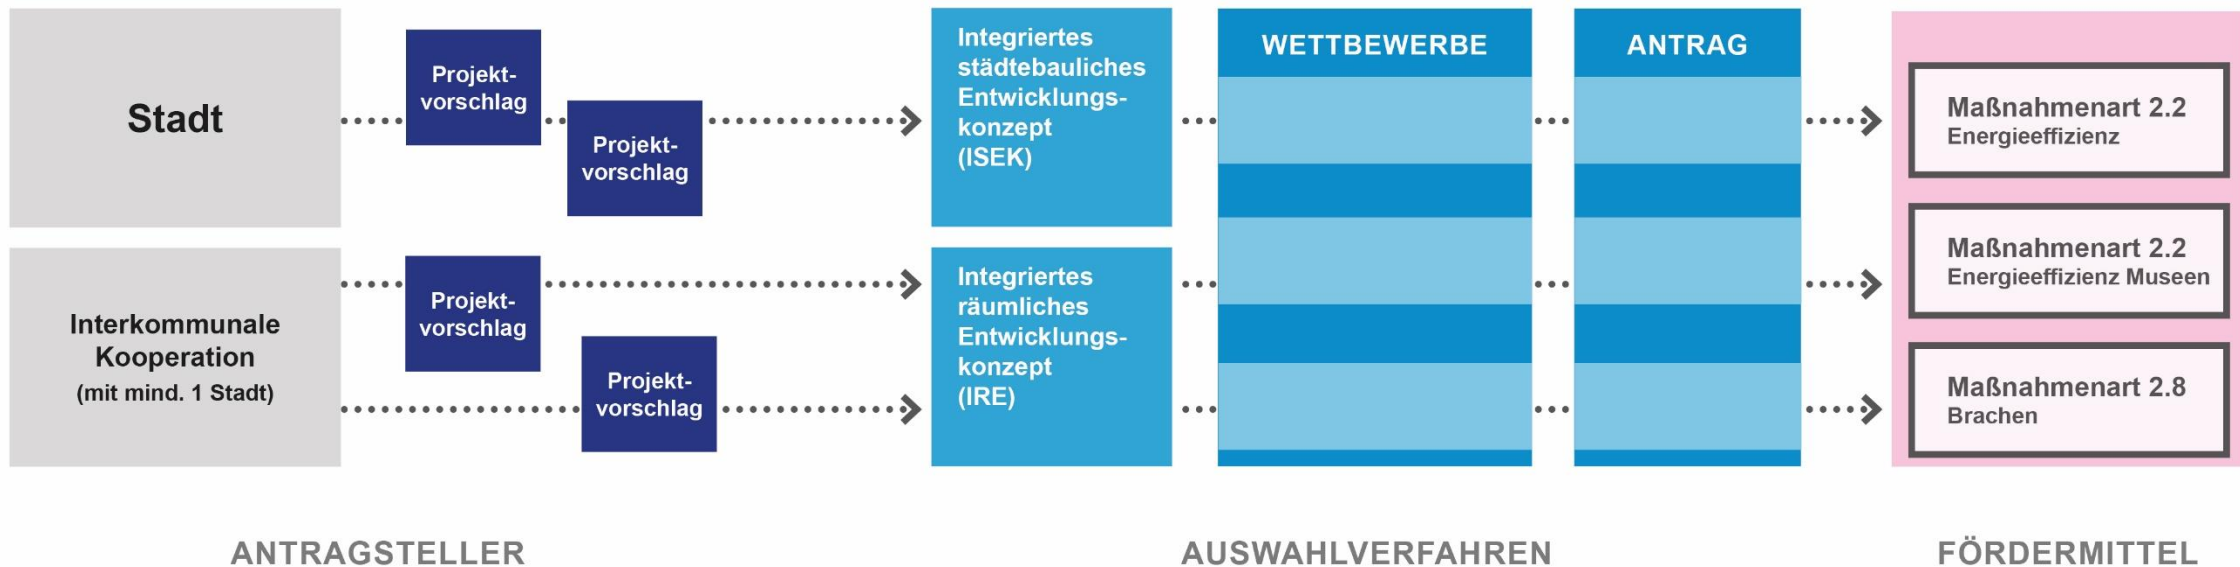 Stadt
Projekt-
vorschlag
Projekt-
vorschlag
Integriertes
städtebauliches
Entwicklungs-
konzept
(ISEK)
WETTBEWERBE
ANTRAG
Maßnahmenart 2.2
Energieeffizienz
Interkommunale
Kooperation
(mit mind. 1 Stadt)
Projekt-
vorschlag
Projekt-
vorschlag
Integriertes
räumliches
Entwicklungs-
konzept
(IRE)
Maßnahmenart 2.2
Energieeffizienz Museen
Maßnahmenart 2.8
Brachen
ANTRAGSTELLER
AUSWAHLVERFAHREN
FÖRDERMITTEL